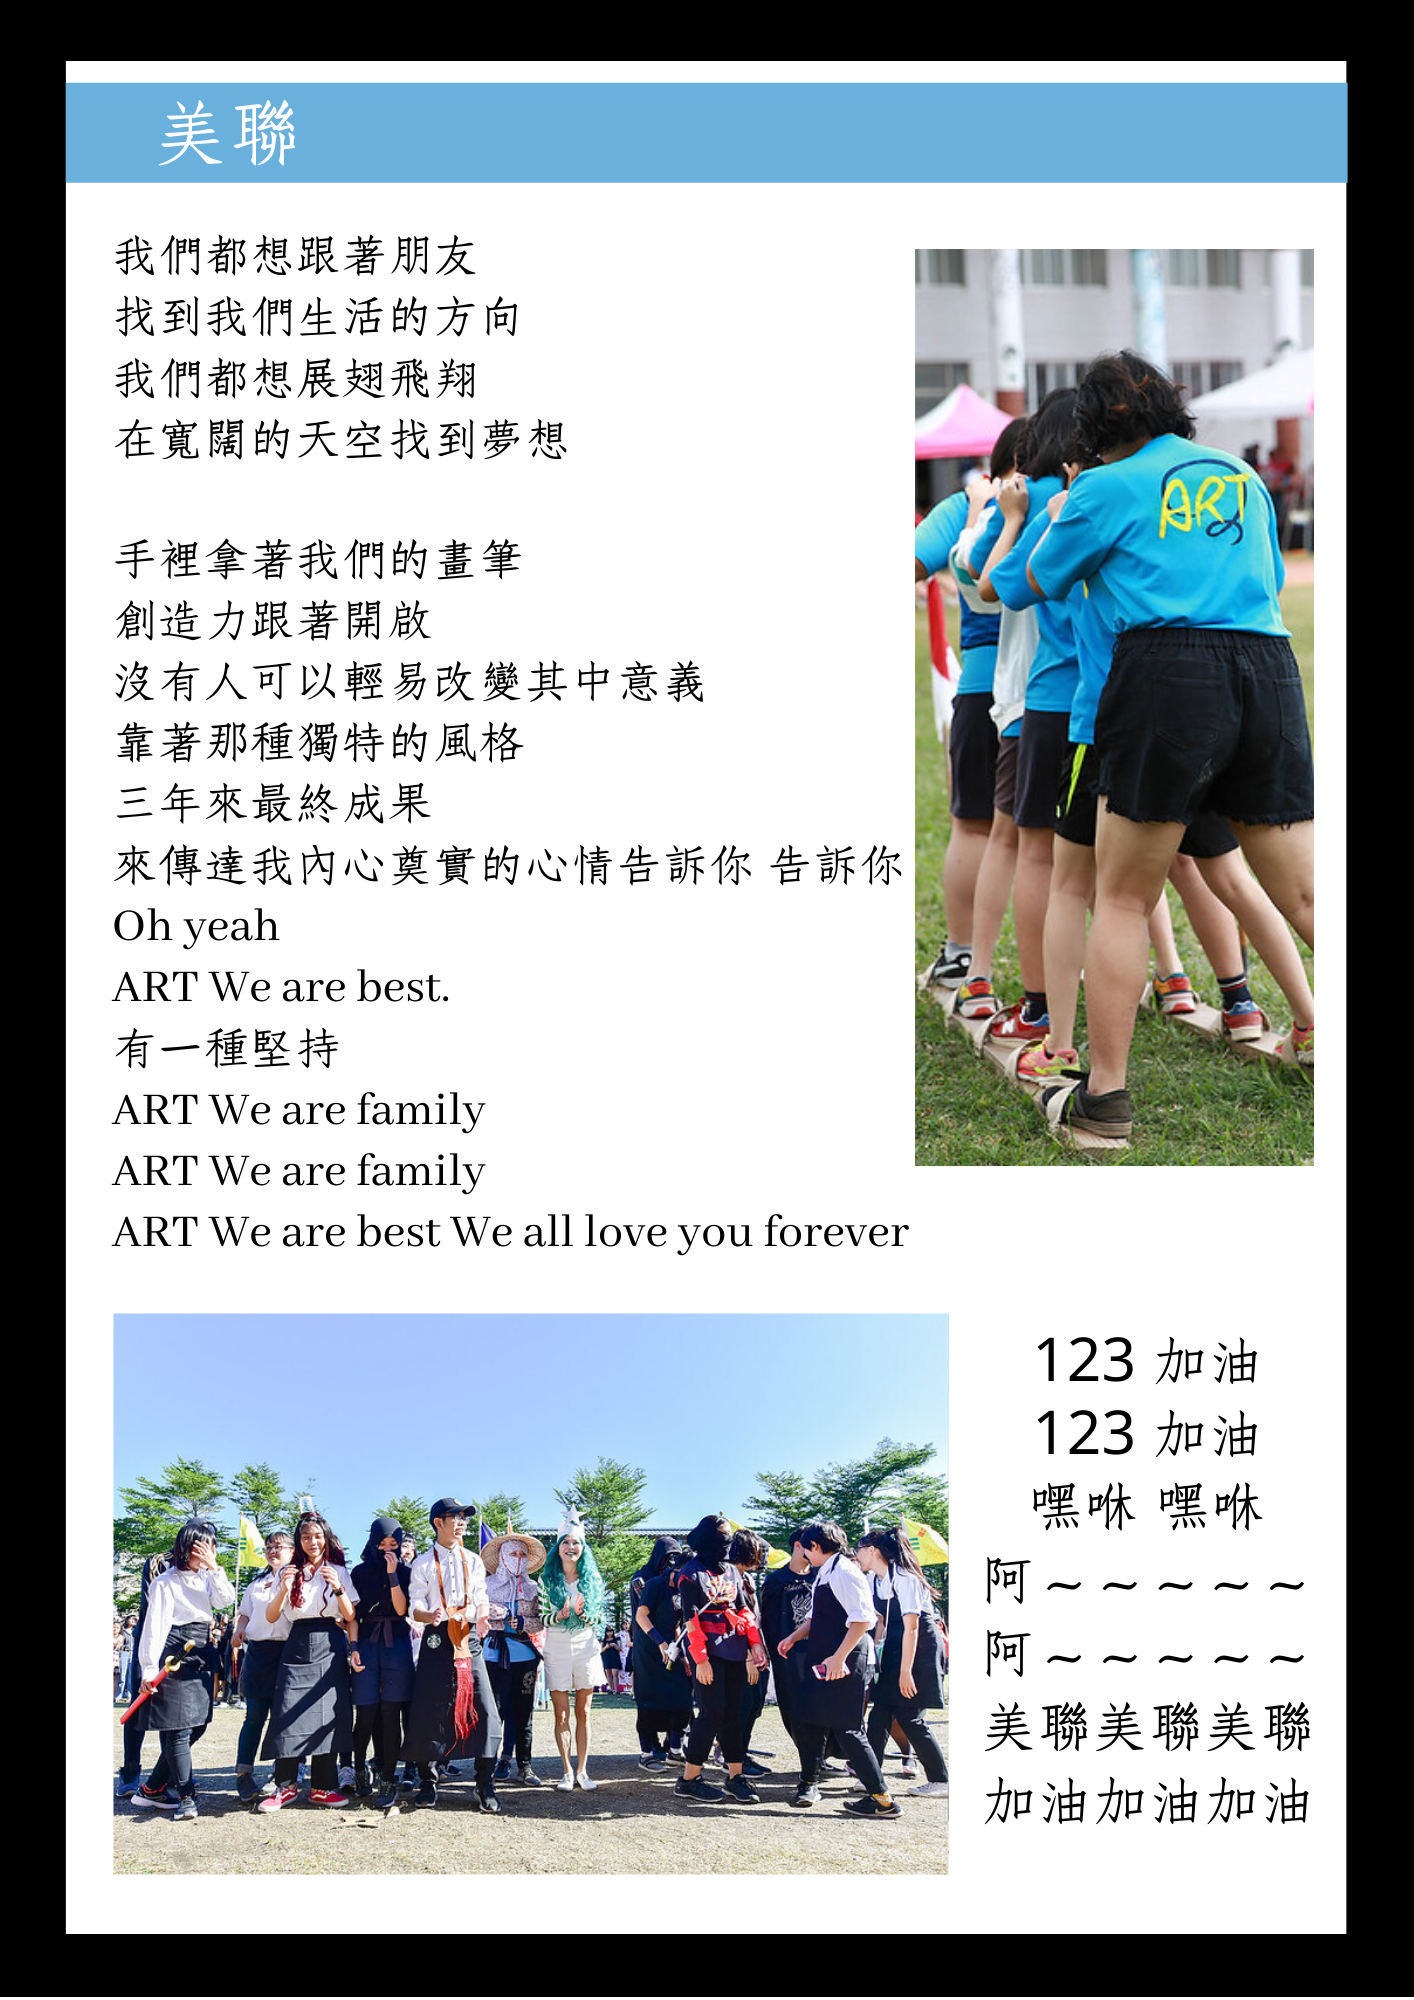 美聯
我們都想跟著朋友
找到我們生活的方向
我們都想展翅飛翔
在寬闊的天空找到夢想
手裡拿著我們的畫筆
創造力跟著開啟
沒有人可以輕易改變其中意義
靠著那種獨特的風格
三年來最終成果
來傳達我內心奠實的心情告訴你 告訴你
Oh yeah
ART We are best.
有一種堅持
ART We are family
ART We are family
ART We are best We all love you forever
ART
123 加油
123 加油
嘿咻 嘿咻
阿~~~~~
阿~~~~~
美聯美聯美聯
加油加油加油